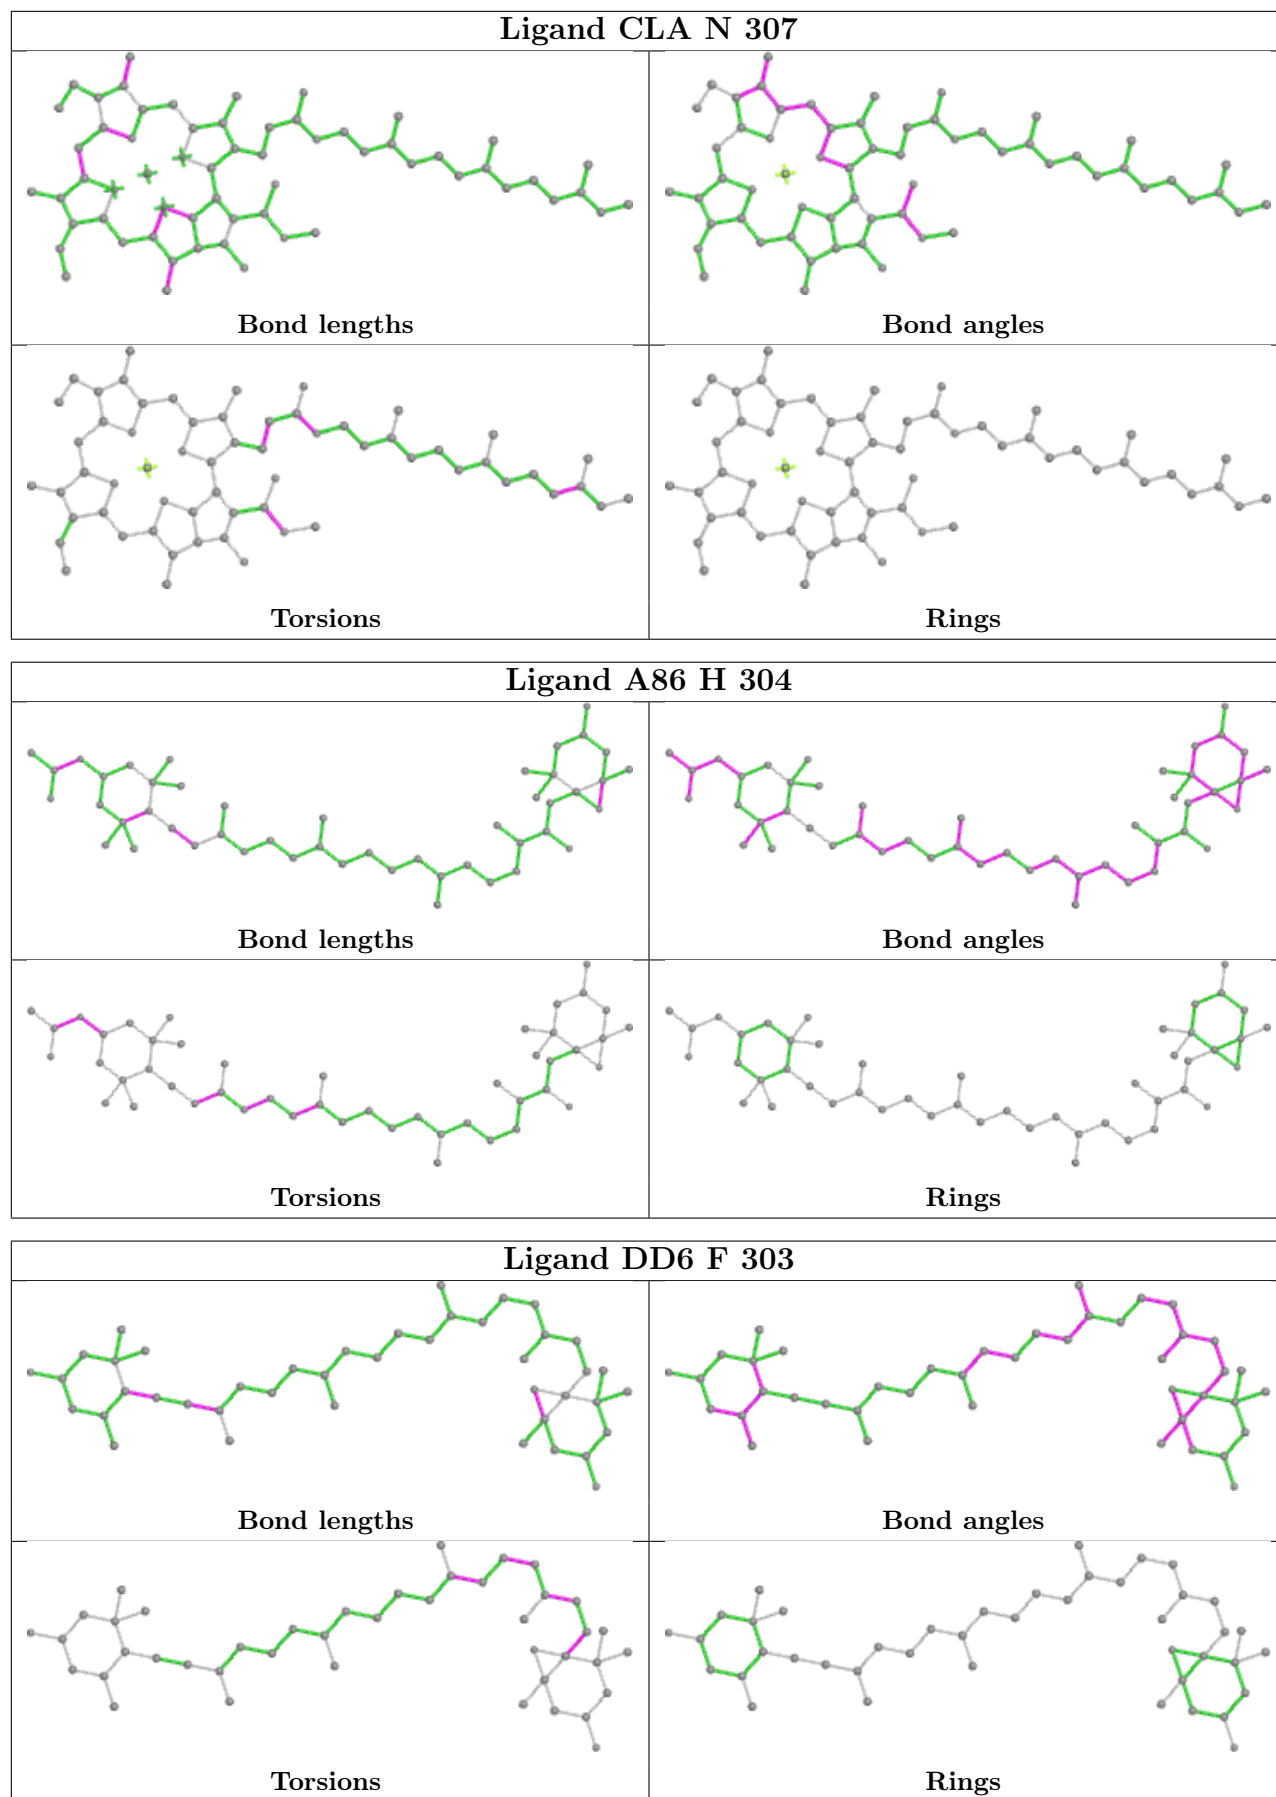 Ligand CLA N 307
Bond lengths
Bond angles
Torsions
Rings
Ligand A86 H 304
Bond lengths
Bond angles
Torsions
Rings
Ligand DD6 F 303
Bond lengths
Bond angles
Torsions
Rings